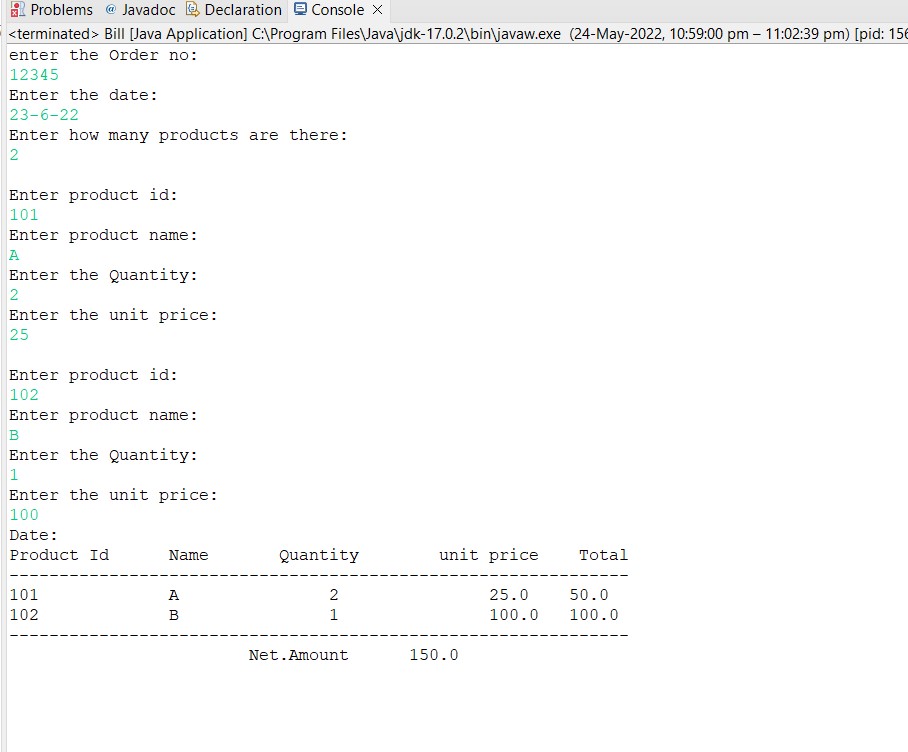 Problems @ Javadoc Declaration Console
<terminated> Bill [Java Application] C:\Program Files\Java\jdk-17.0.2\bin\javaw.exe (24-May-2022, 10:59:00 pm – 11:02:39 pm) [pid: 156
enter the Order no:
12345
Enter the date:
23-6-22
Enter how many products are there:
2
Enter product id:
101
Enter product name:
A
Enter the Quantity:
2
Enter the unit price:
25
Enter product id:
102
Enter product name:
B
Enter the Quantity:
1
Enter the unit price:
100
Date:
Product Id Name Quantity unit price Total
--------------------------------------------------------------
101 A 2 25.0 50.0
102 B 1 100.0 100.0
--------------------------------------------------------------
Net.Amount 150.0